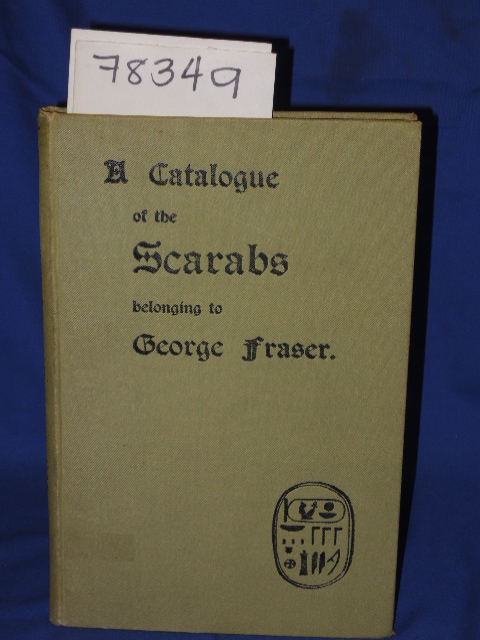 78349
A Catalogue
of the
Scarabs
belonging to
George Fraser.